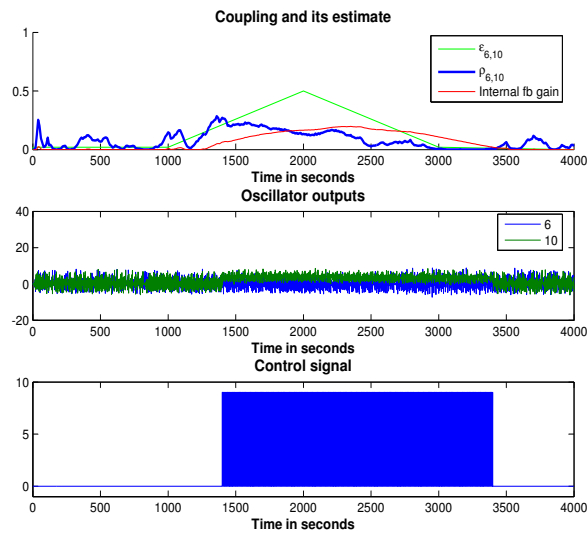 Coupling and its estimate
1
0.5
0
ε6,10
ρ6,10
Internal fb gain
0 500 1000 1500 2000 2500 3000 3500 4000
Time in seconds
Oscillator outputs
40
20
0
-20
6
10
0 500 1000 1500 2000 2500 3000 3500 4000
Time in seconds
Control signal
10
5
0
0 500 1000 1500 2000 2500 3000 3500 4000
Time in seconds